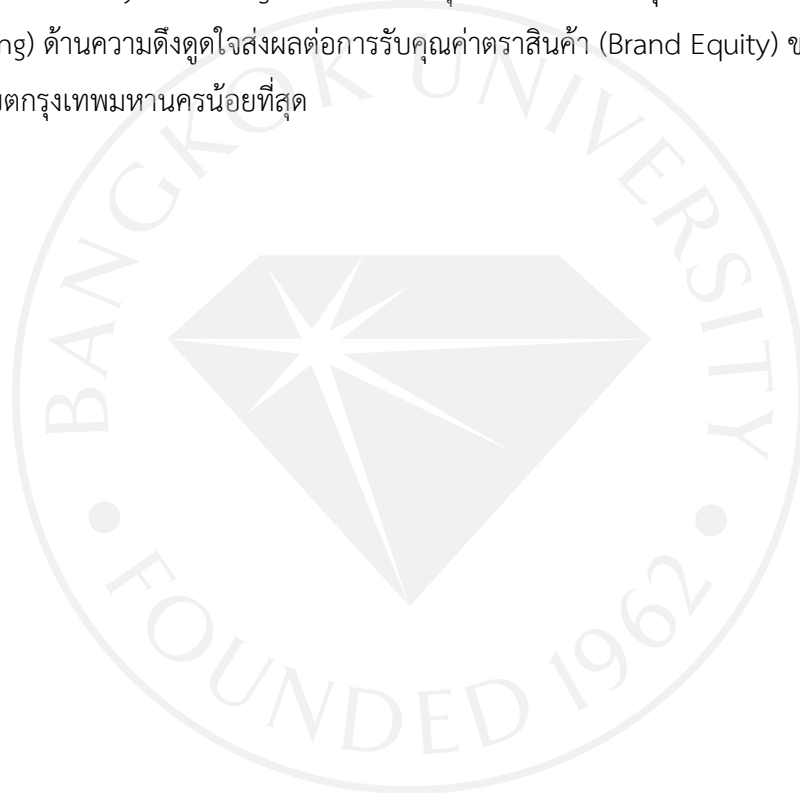 ng) ด้านความดึงดูดใจส่งผลต่อการรับคุณค่าตราสินค้า (Brand Equity) ข
ตกรุงเทพมหานครน้อยที่สุด
BANGKOK UNIVERSITY
FOUNDED 1962